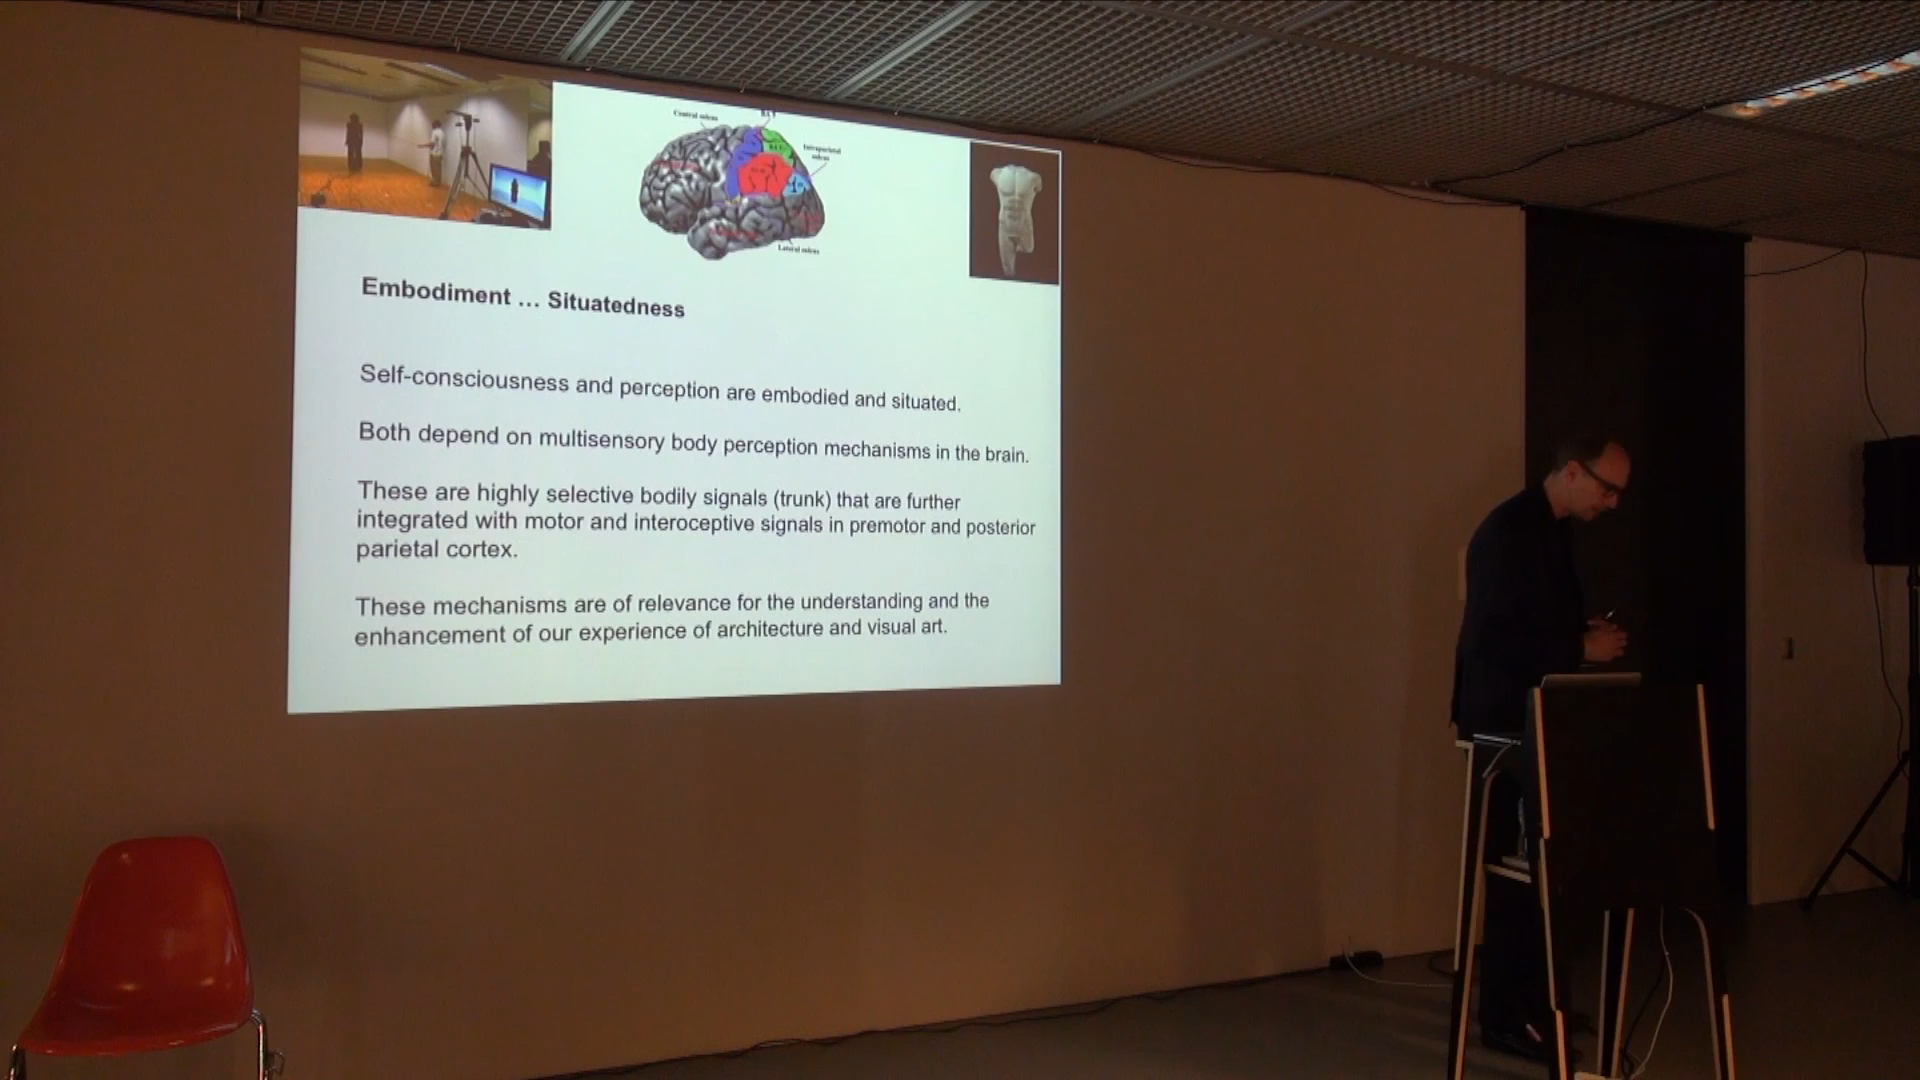 Central sulcus
Intraparietal
sulcus
Lateral sulcus
Embodiment ... Situatedness
Self-consciousness and perception are embodied and situated.
Both depend on multisensory body perception mechanisms in the brain.
These are highly selective bodily signals (trunk) that are further
integrated with motor and interoceptive signals in premotor and posterior
parietal cortex.
These mechanisms are of relevance for the understanding and the
enhancement of our experience of architecture and visual art.